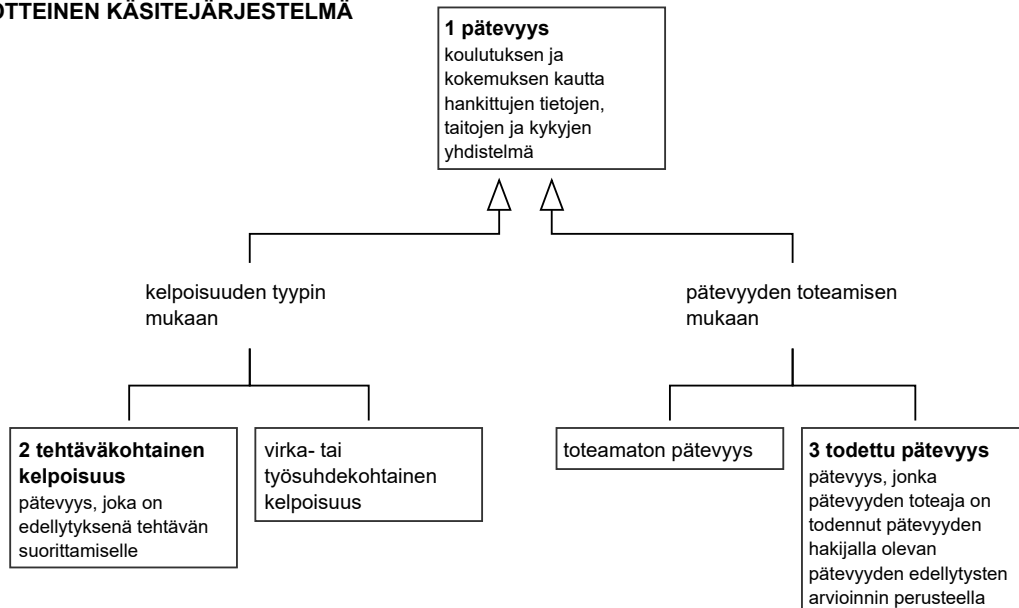 KÄSITEJÄRJESTELMÄ
1 pätevyys
koulutuksen ja
kokemuksen kautta
hankittujen tietojen,
taitojen ja kykyjen
yhdistelmä
kelpoisuuden tyypin
mukaan
pätevyyden toteamisen
mukaan
2 tehtäväkohtainen
kelpoisuus
pätevyys, joka on
edellytyksenä tehtävän
suorittamiselle
virka- tai
työsuhdekohtainen
kelpoisuus
toteamaton pätevyys
3 todettu pätevyys
pätevyys, jonka
pätevyyden toteaja on
todennut pätevyyden
hakijalla olevan
pätevyyden edellytysten
arvioinnin perusteella